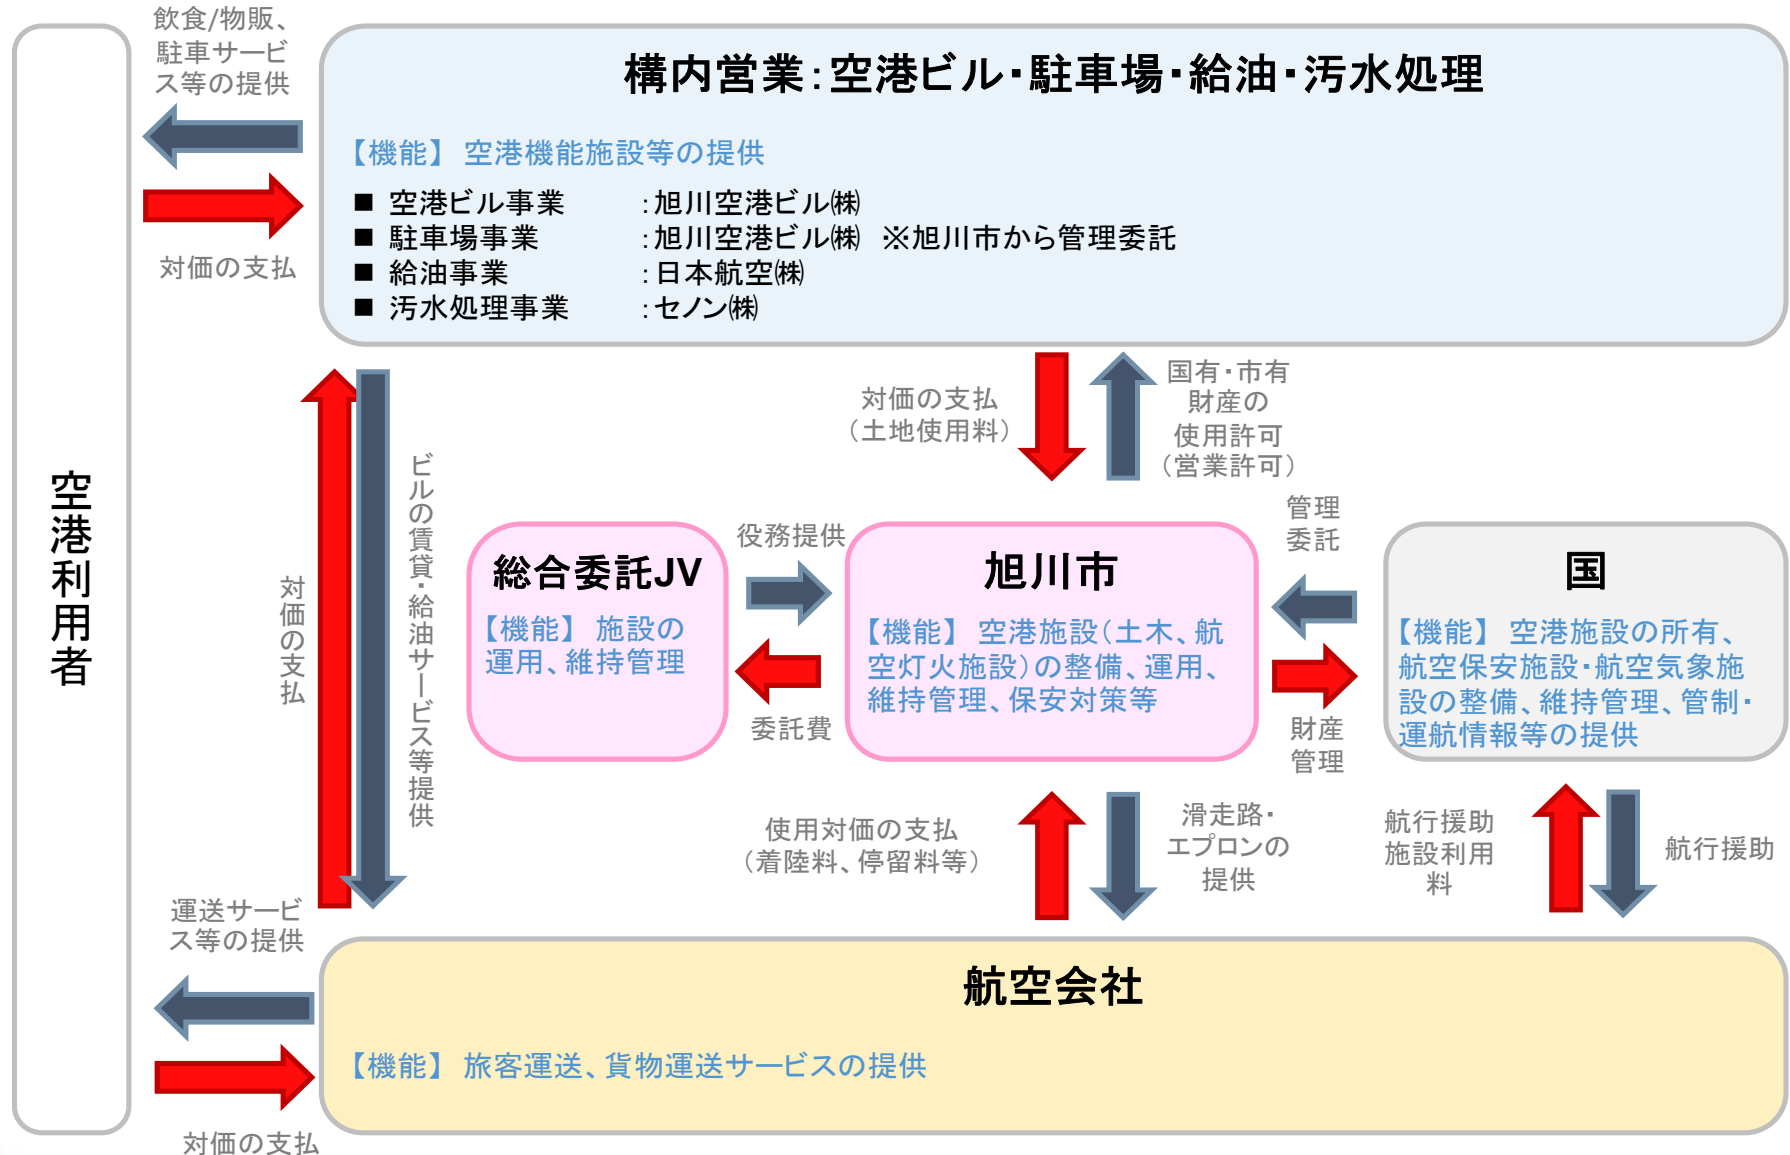 飲食/物販、
駐車サービ
ス等の提供
対価の支払
空港利用者
構内営業：空港ビル・駐車場・給油・汚水処理
【機能】 空港機能施設等の提供
■ 空港ビル事業 ：旭川空港ビル㈱
■ 駐車場事業 ：旭川空港ビル㈱ ※旭川市から管理委託
■ 給油事業 ：日本航空㈱
■ 汚水処理事業 ：セノン㈱
対価の支払
（土地使用料）
国有・市有
財産の
使用許可
（営業許可）
対価の支払
ビルの賃貸・給油サービス等提供
総合委託JV
【機能】 施設の
運用、維持管理
役務提供
委託費
旭川市
【機能】 空港施設（土木、航
空灯火施設）の整備、運用、
維持管理、保安対策等
管理
委託
財産
管理
国
【機能】 空港施設の所有、
航空保安施設・航空気象施
設の整備、維持管理、管制・
運航情報等の提供
使用対価の支払
（着陸料、停留料等）
滑走路・
エプロンの
提供
航行援助
施設利用
料
航行援助
運送サービ
ス等の提供
対価の支払
航空会社
【機能】 旅客運送、貨物運送サービスの提供